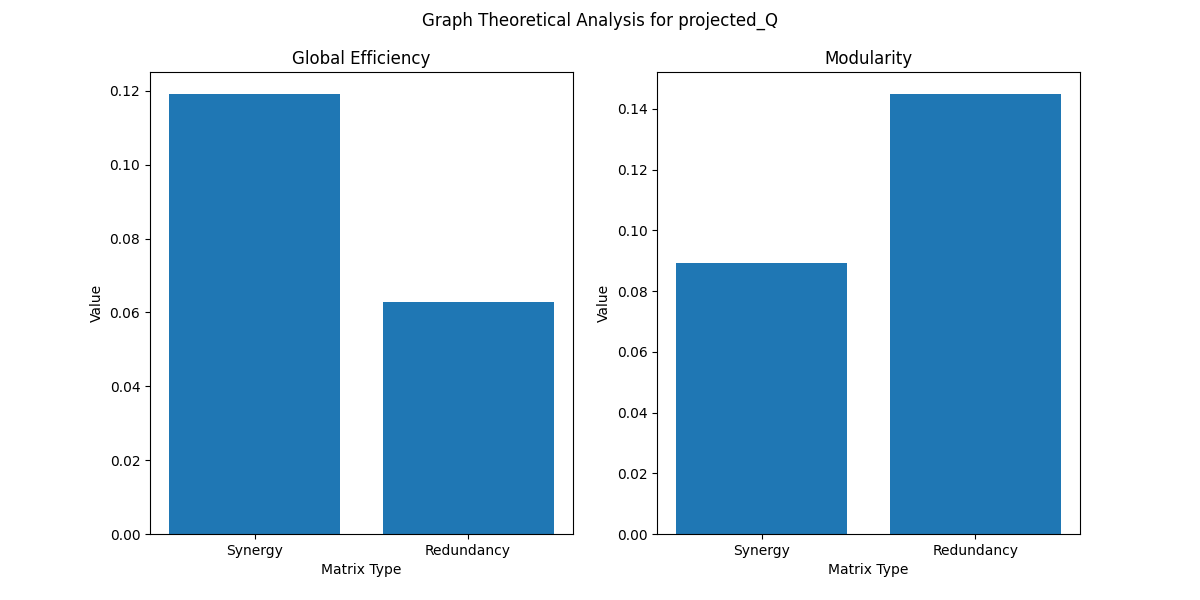 Graph Theoretical Analysis for projected_Q
Global Efficiency
0.12
0.10
0.08
0.06
0.04
0.02
0.00
Value
Synergy
Redundancy
Matrix Type
Modularity
0.14
0.12
0.10
0.08
0.06
0.04
0.02
0.00
Value
Synergy
Redundancy
Matrix Type